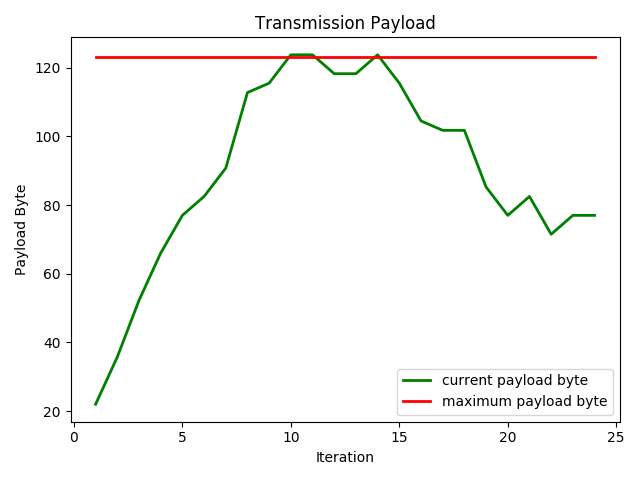 Transmission Payload
Payload Byte
120
100
80
60
40
20
0
5
10
15
20
25
Iteration
current payload byte
maximum payload byte